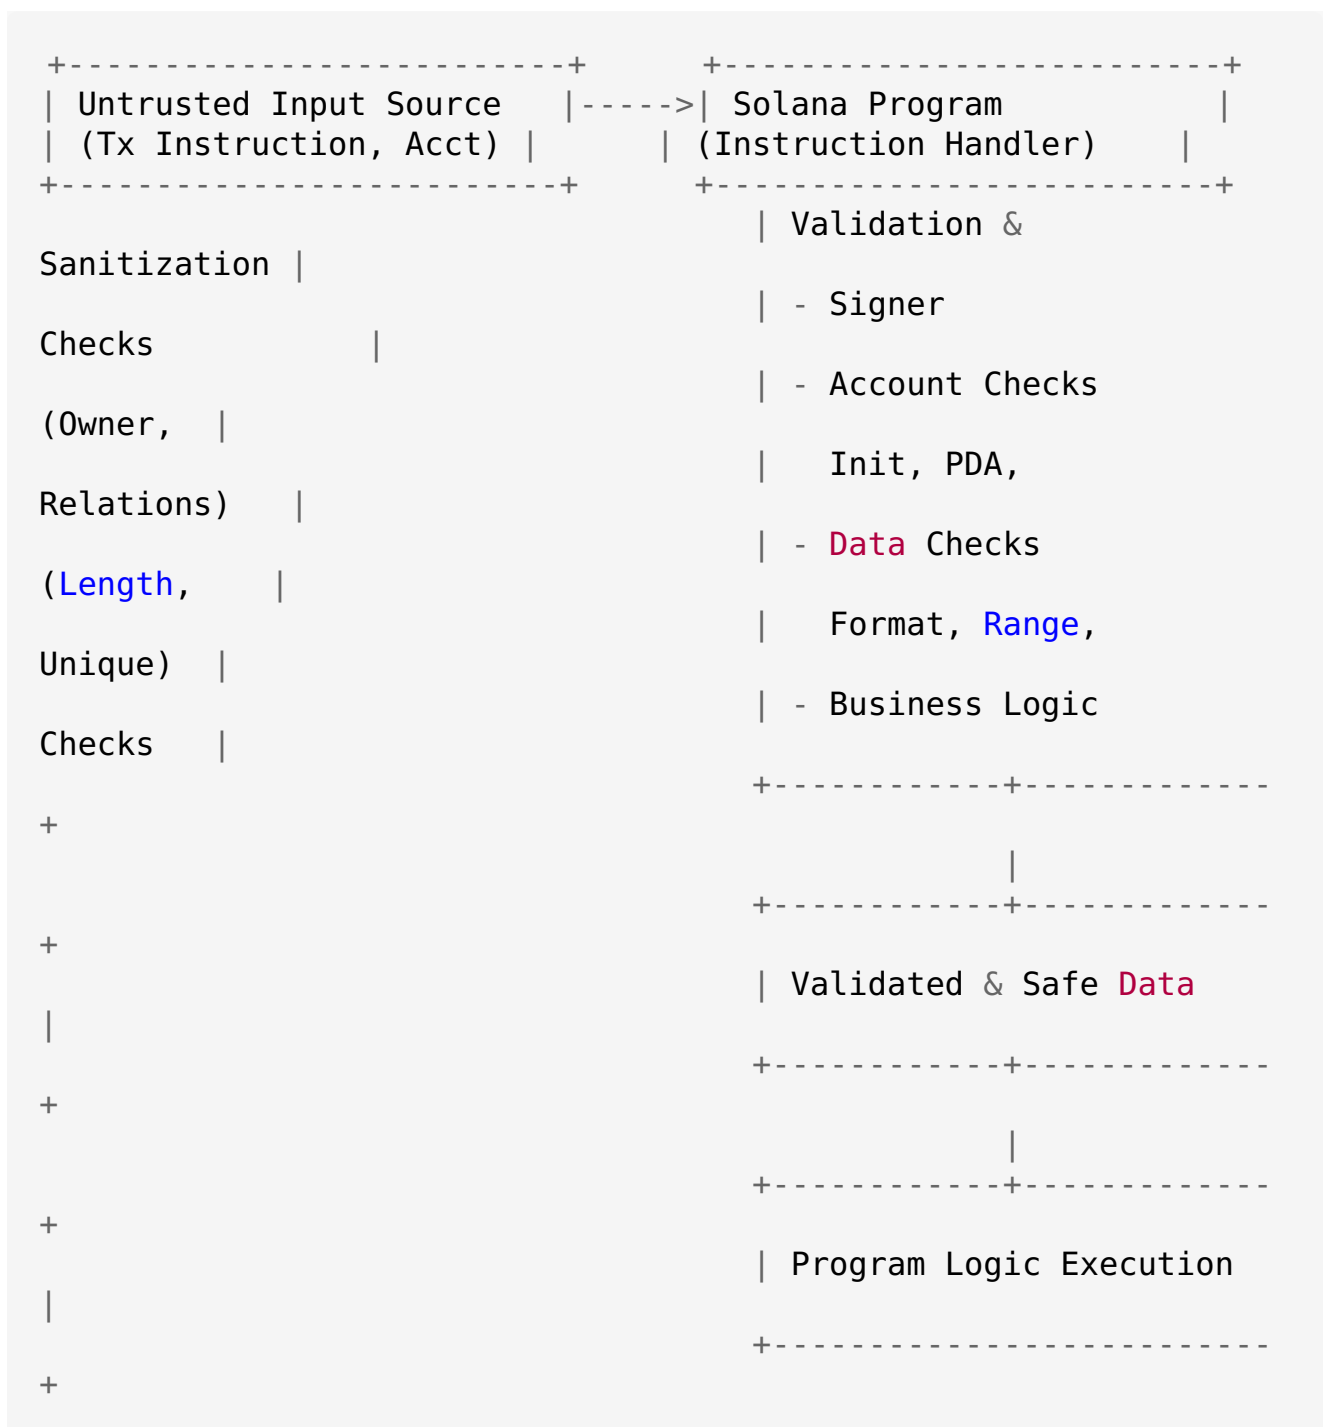 +--------------------------+      +--------------------------+
| Untrusted Input Source   |----->| Solana Program           |
| (Tx Instruction, Acct) |      | (Instruction Handler)    |
+--------------------------+      +--------------------------+
| Validation &
Sanitization |
| - Signer
Checks           |
| - Account Checks
(Owner,  |
|   Init, PDA,
Relations)   |
| - Data Checks
(Length,    |
|   Format, Range,
Unique)  |
| - Business Logic
Checks   |
+------------+-------------
+
|
+------------+-------------
+
| Validated & Safe Data
|
+------------+-------------
+
|
+------------+-------------
+
| Program Logic Execution
|
+--------------------------
+